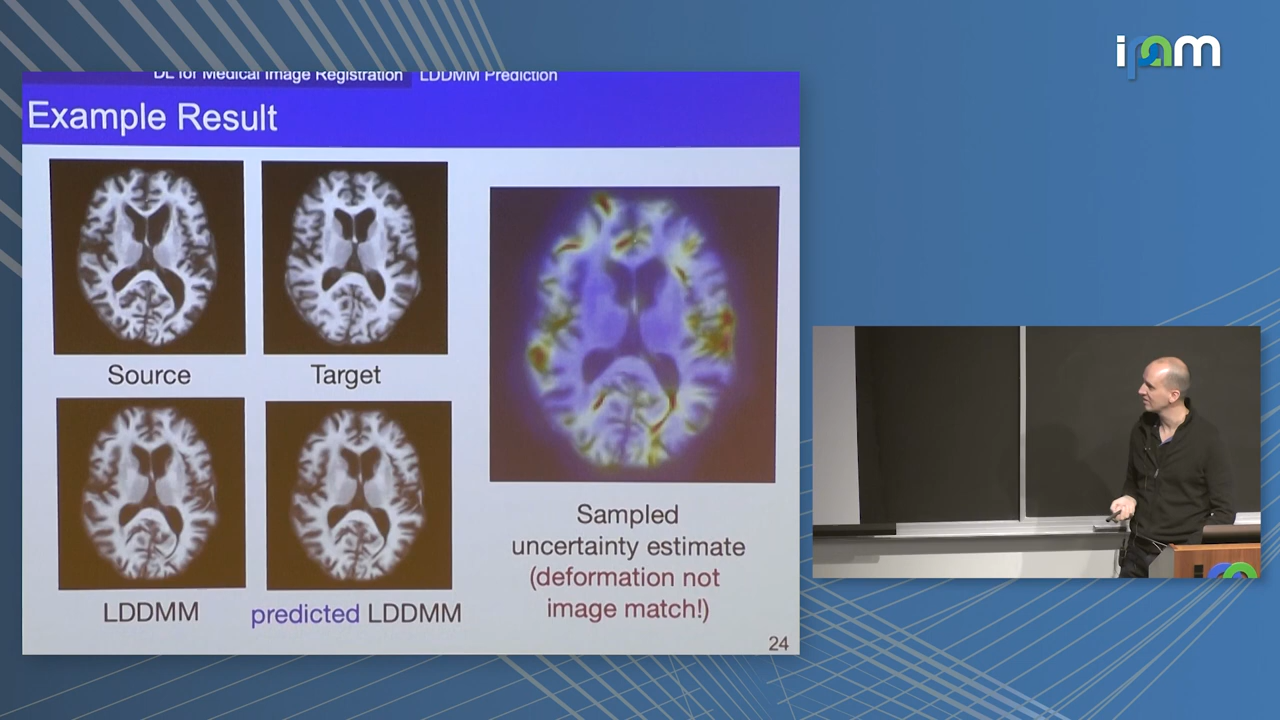 ipam
DL for Medical Image Registration LDDMM Prediction
Example Result
Source
Target
LDDMM
predicted LDDMM
Sampled
uncertainty estimate
(deformation not
image match!)
24